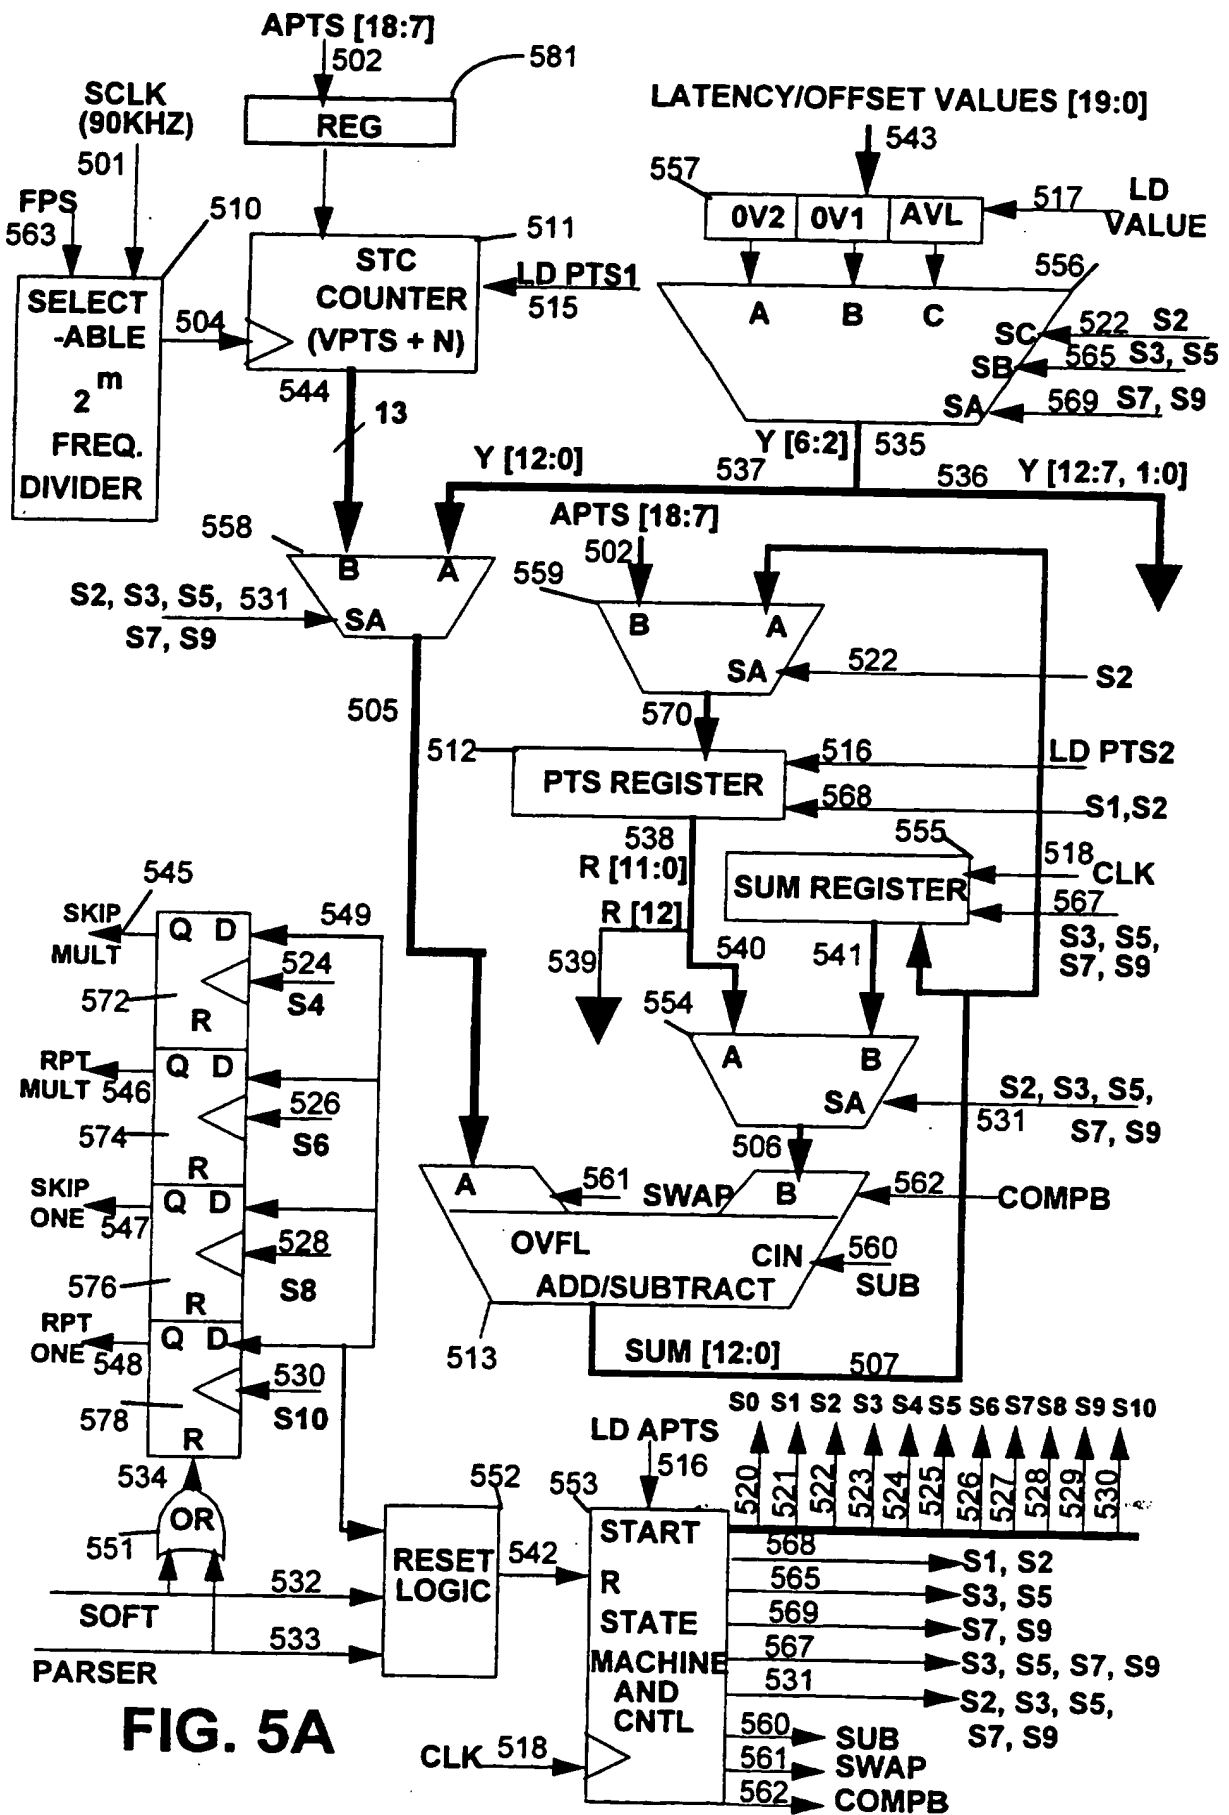 APTS [18:7]
502
581
REG
SCLK
(90KHZ)
501
FPS
563
510
SELECT
-ABLE
2 m
FREQ.
DIVIDER
504
511
STC
COUNTER
(VPTS + N)
LD PTS1
515
544
13
LATENCY/OFFSET VALUES [19:0]
543
557
0V2 0V1 AVL
517 LD
VALUE
556
A B C
SC 522 S2
SB 565 S3, S5
SA 569 S7, S9
Y [6:2] 535
Y [12:0] 537
536 Y [12:7, 1:0]
558
B A
S2, S3, S5, 531
S7, S9
SA
505
APTS [18:7]
502
559
B A
SA 522 S2
570
512
PTS REGISTER
516 LD PTS2
568 S1,S2
538
R [11:0]
R [12]
539
540
555
SUM REGISTER
518 CLK
567
S3, S5,
S7, S9
541
554
A B
SA
S2, S3, S5,
531 S7, S9
506
A 561 SWAP B
562 COMPB
OVFL CIN 560
SUB
ADD/SUBTRACT
513
SUM [12:0] 507
545
SKIP
MULT
Q D 549
524
S4
572
R
RPT
MULT 546
Q D
526
S6
574
R
SKIP
ONE 547
Q D
528
S8
576
R
RPT
ONE 548
Q D
530
S10
578
R
534
OR
551
532
SOFT
533
PARSER
552
RESET
LOGIC
542
LD APTS
516
553
START
R
STATE
MACHINE
AND
CNTL
CLK 518
S0 S1 S2 S3 S4 S5 S6 S7 S8 S9 S10
520 521 522 523 524 525 526 527 528 529 530
568 S1, S2
565 S3, S5
569 S7, S9
567 S3, S5, S7, S9
531 S2, S3, S5,
S7, S9
560 SUB
561 SWAP
562 COMPB
FIG. 5A